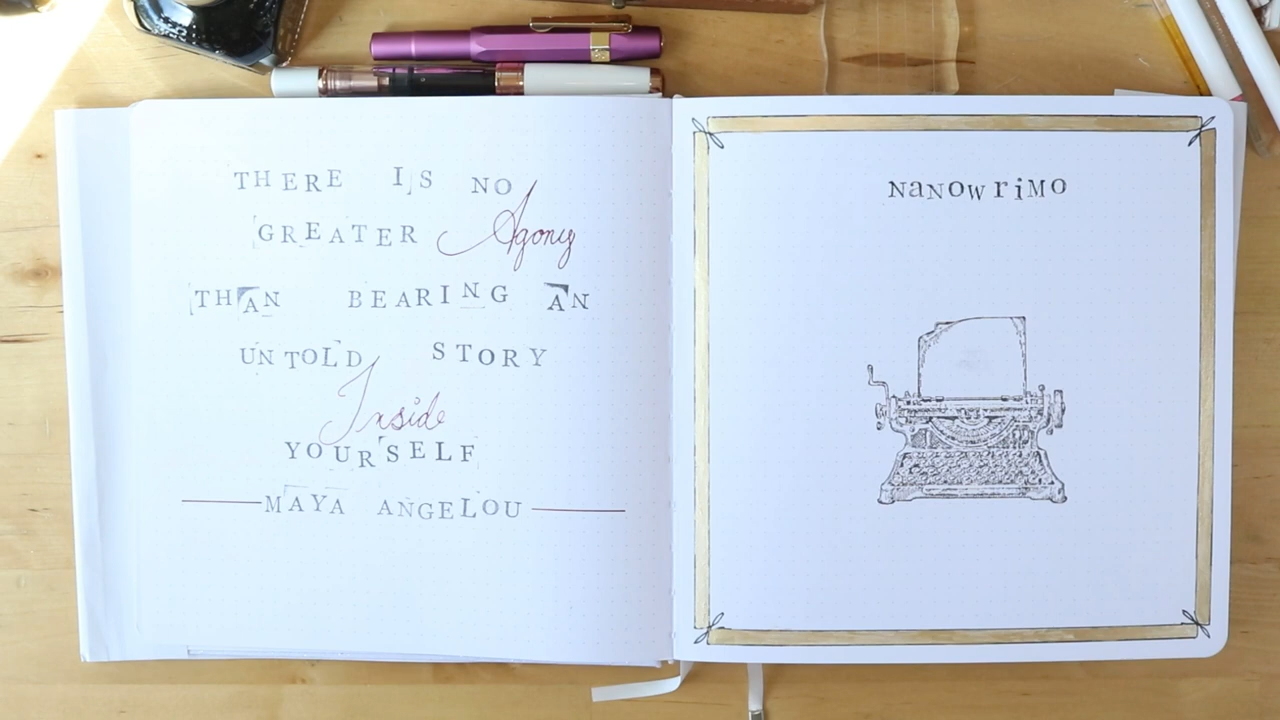 THERE IS NO
GREATER Agony
THAN BEARING AN
UNTOLD STORY
Inside
YOURSELF
MAYA ANGELOU
NaNOWriMO